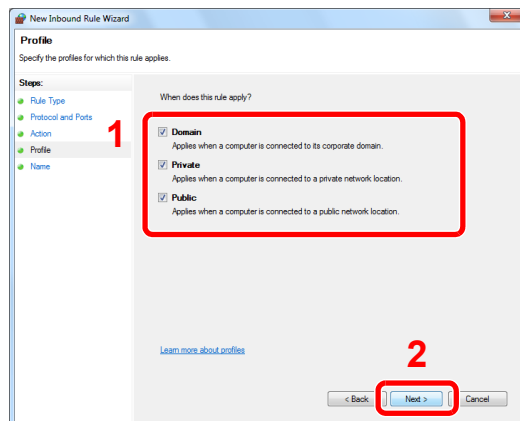 New Inbound Rule Wizard
Profile
Specify the profiles for which this rule applies.
Steps:
Rule Type
Protocol and Ports
Action
Profile
Name
1
When does this rule apply?
Domain
Applies when a computer is connected to its corporate domain.
Private
Applies when a computer is connected to a private network location.
Public
Applies when a computer is connected to a public network location.
Learn more about profiles
2
< Back
Next >
Cancel